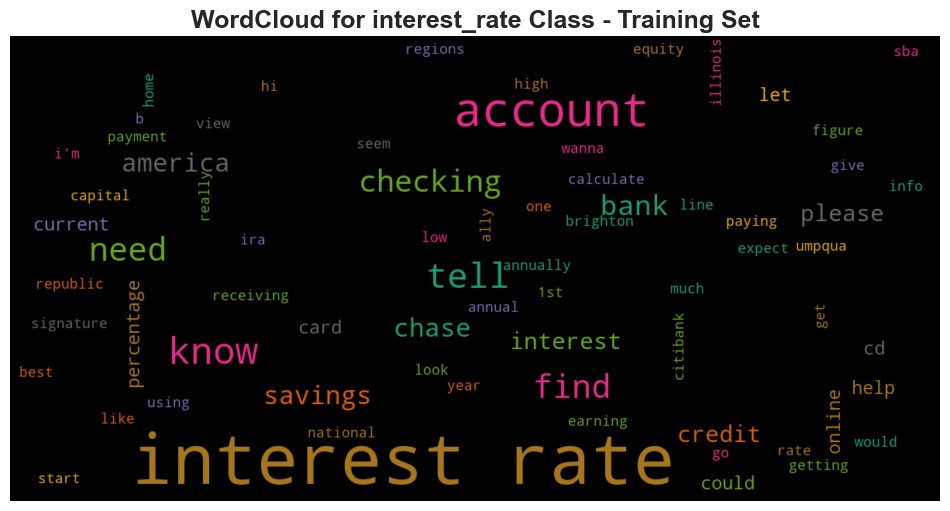 WordCloud for interest_rate Class - Training Set
regions
equity
sba
home
hi
high
illinois
let
b
view
account
payment
seem
wanna
figure
i'm
america
give
checking
calculate
info
capital
really
one
bank
line
please
current
ally
brighton
paying
need
ira
low
expect
umpqua
tell
annually
republic
receiving
1st
much
percentage
annual
get
signature
card
chase
interest
citibank
cd
know
best
look
find
year
help
savings
using
like
earning
online
national
credit
would
interest rate
go
rate
getting
start
could